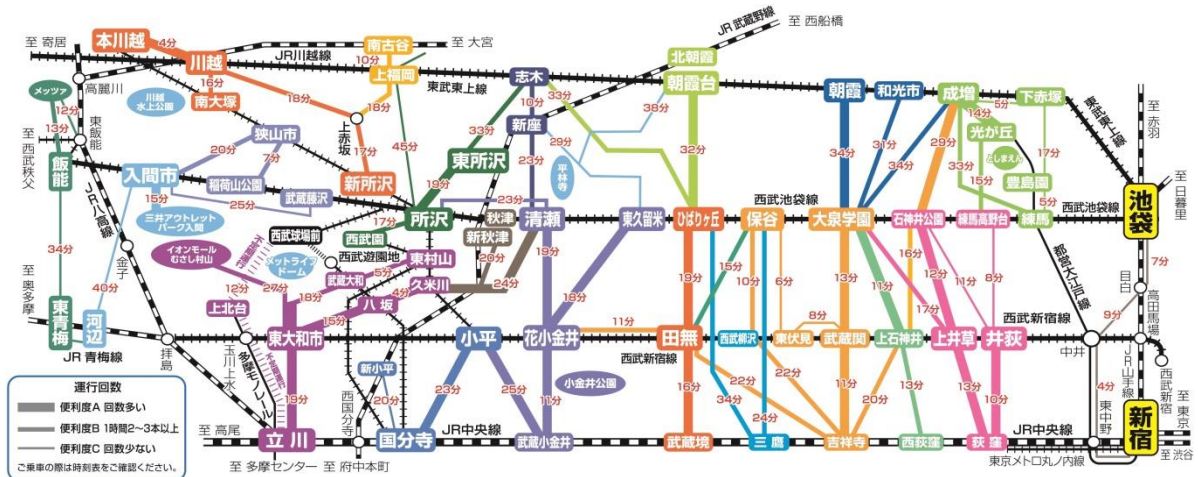 至 寄居
本川越
4分
川越
JR川越線
南古谷
至 大宮
10分
上福岡
東武東上線
志木
北朝霞
JR 武蔵野線
至 西船橋
朝霞台
朝霞
和光市
成増
5分
下赤塚
東武東上線
至 赤羽
メッツァ
高麗川
12分
13分
東飯能
川越
水上公園
16分
南大塚
18分
18分
上赤坂
17分
10分
33分
38分
新座
29分
平林寺
33分
45分
23分
32分
34分
31分
34分
29分
14分
光が丘
としまえん
豊島園
33分
15分
17分
5分
至 西武秩父
飯能
入間市
狭山市
20分
7分
稲荷山公園
武蔵藤沢
25分
15分
三井アウトレット
パーク入間
新所沢
東所沢
19分
所沢
17分
西武園
23分
秋津
新秋津
清瀬
東久留米
ひばりヶ丘
保谷
西武池袋線
大泉学園
石神井公園
練馬高野台
練馬
西武池袋線
池袋
至 日暮里
イオンモール
むさし村山
不定期運行
西武球場前
西武遊園地
メットライフ
ドーム
JR八高線
34分
40分
金子
至 奥多摩
東青梅
河辺
JR 青梅線
拝島
12分
27分
上北台
18分
武蔵大和
5分
東村山
4分
久米川
八坂
15分
20分
24分
19分
18分
19分
15分
10分
6分
13分
11分
16分
17分
12分
11分
8分
都営大江戸線
目白
7分
高田馬場
9分
東大和市
小平
花小金井
11分
田無
西武新宿線
西武柳沢
東伏見
8分
武蔵関
上石神井
上井草
井荻
西武新宿線
中井
JR山手線
西武新宿
玉川上水
多摩モノレール
不定期運行
19分
新小平
20分
西国分寺
23分
25分
11分
小金井公園
16分
34分
22分
24分
22分
11分
20分
13分
13分
10分
4分
東中野
至 東京
運行回数
便利度A 回数多い
便利度B 1時間2〜3本以上
便利度C 回数少ない
ご乗車の際は時刻表をご確認ください。
至 高尾
立川
国分寺
JR中央線
武蔵小金井
武蔵境
三鷹
吉祥寺
西荻窪
荻窪
JR中央線
新宿
至 渋谷
至 多摩センター
至 府中本町
東京メトロ丸ノ内線